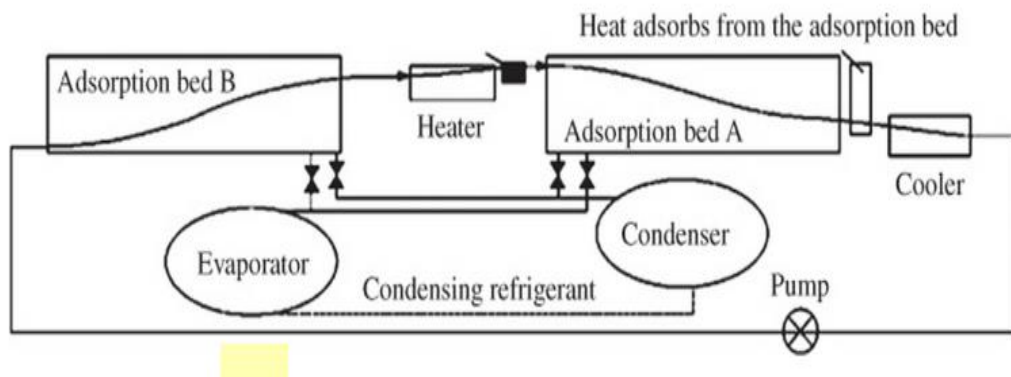 Heat adsorbs from the adsorption bed
Adsorption bed B
Heater
Adsorption bed A
Cooler
Evaporator
Condenser
Condensing refrigerant
Pump